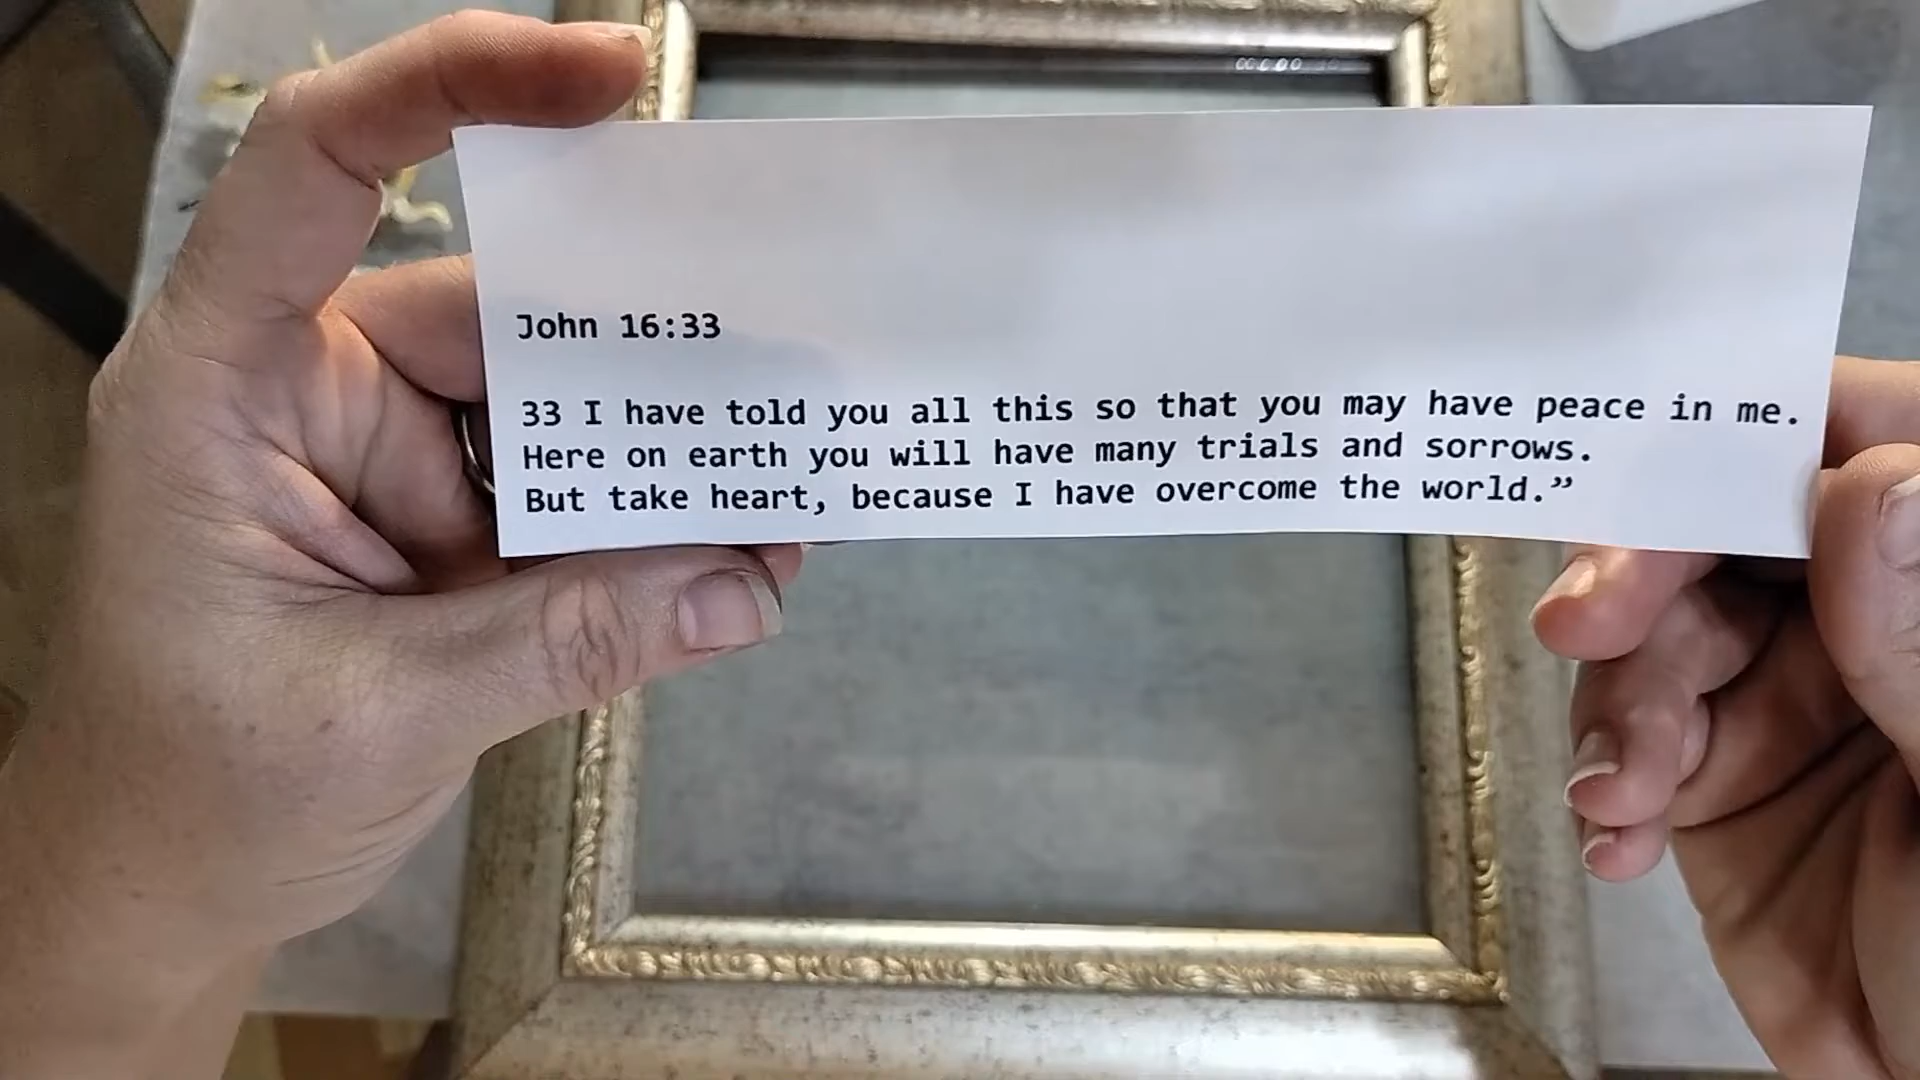 John 16:33
33 I have told you all this so that you may have peace in me.
Here on earth you will have many trials and sorrows.
But take heart, because I have overcome the world.”